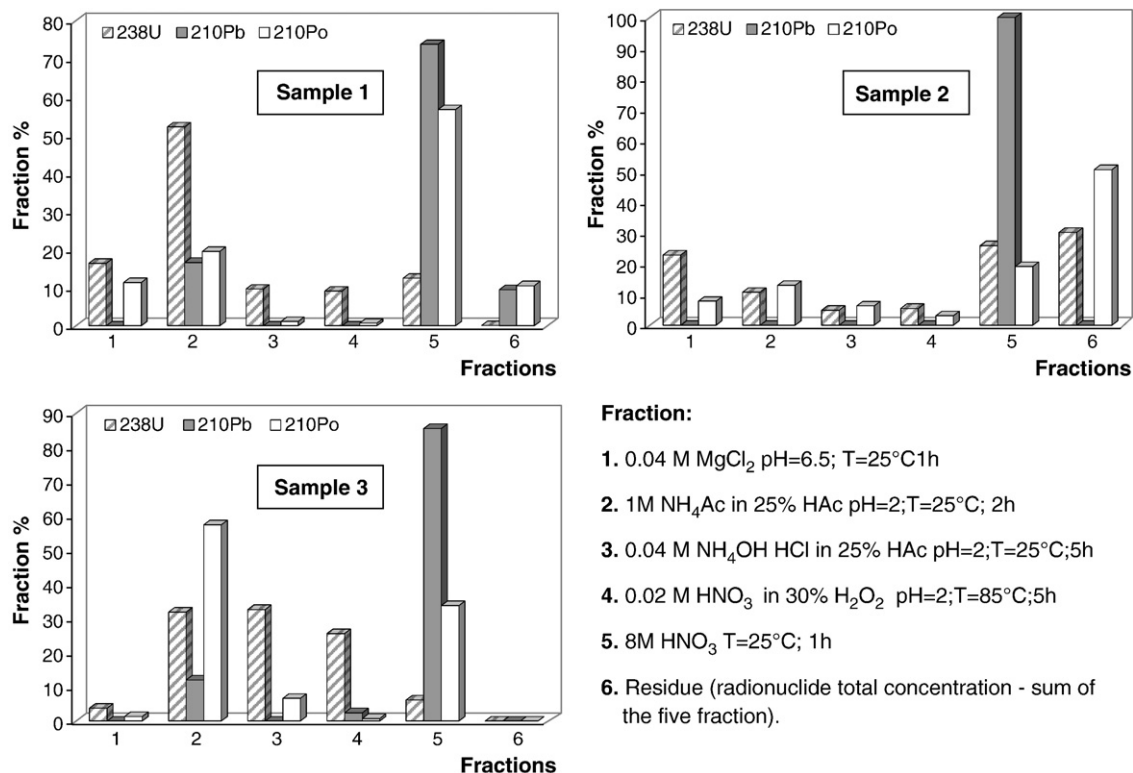 80
70
60
50
40
30
20
10
0
Fraction %
238U 210Pb 210Po
Sample 1
1 2 3 4 5 6
Fractions
100
90
80
70
60
50
40
30
20
10
0
Fraction %
238U 210Pb 210Po
Sample 2
1 2 3 4 5 6
Fractions
90
80
70
60
50
40
30
20
10
0
Fraction %
238U 210Pb 210Po
Sample 3
1 2 3 4 5 6
Fractions
Fraction:
1. 0.04 M MgCl₂ pH=6.5; T=25°C1h
2. 1M NH₄Ac in 25% HAc pH=2;T=25°C; 2h
3. 0.04 M NH₄OH HCl in 25% HAc pH=2;T=25°C;5h
4. 0.02 M HNO₃ in 30% H₂O₂ pH=2;T=85°C;5h
5. 8M HNO₃ T=25°C; 1h
6. Residue (radionuclide total concentration - sum of
the five fraction).